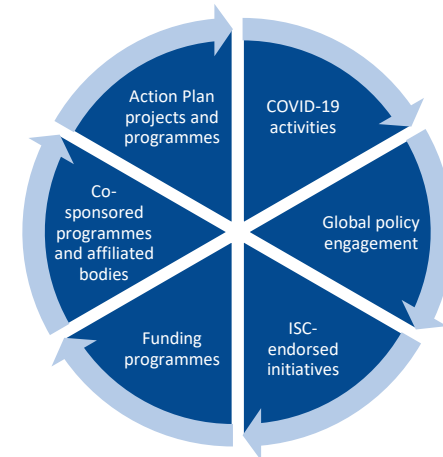 Action Plan
projects and
programmes
COVID-19
activities
Global policy
engagement
ISC-
endorsed
initiatives
Funding
programmes
Co-
sponsored
programmes
and affiliated
bodies